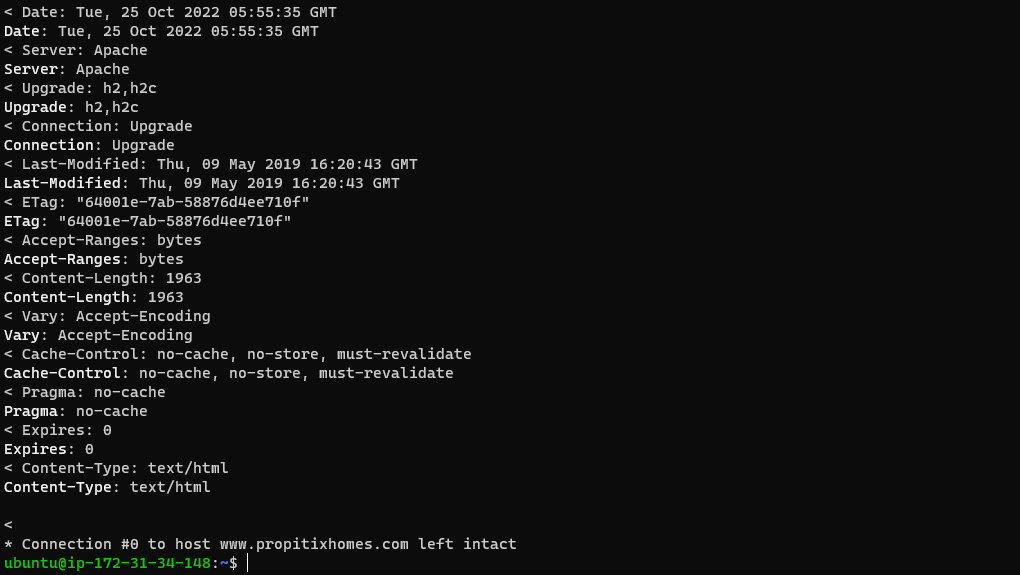 < Date: Tue, 25 Oct 2022 05:55:35 GMT
Date: Tue, 25 Oct 2022 05:55:35 GMT
< Server: Apache
Server: Apache
< Upgrade: h2,h2c
Upgrade: h2,h2c
< Connection: Upgrade
Connection: Upgrade
< Last-Modified: Thu, 09 May 2019 16:20:43 GMT
Last-Modified: Thu, 09 May 2019 16:20:43 GMT
< ETag: "64001e-7ab-58876d4ee710f"
ETag: "64001e-7ab-58876d4ee710f"
< Accept-Ranges: bytes
Accept-Ranges: bytes
< Content-Length: 1963
Content-Length: 1963
< Vary: Accept-Encoding
Vary: Accept-Encoding
< Cache-Control: no-cache, no-store, must-revalidate
Cache-Control: no-cache, no-store, must-revalidate
< Pragma: no-cache
Pragma: no-cache
< Expires: 0
Expires: 0
< Content-Type: text/html
Content-Type: text/html
<
* Connection #0 to host www.propitixhomes.com left intact
ubuntu@ip-172-31-34-148:~$